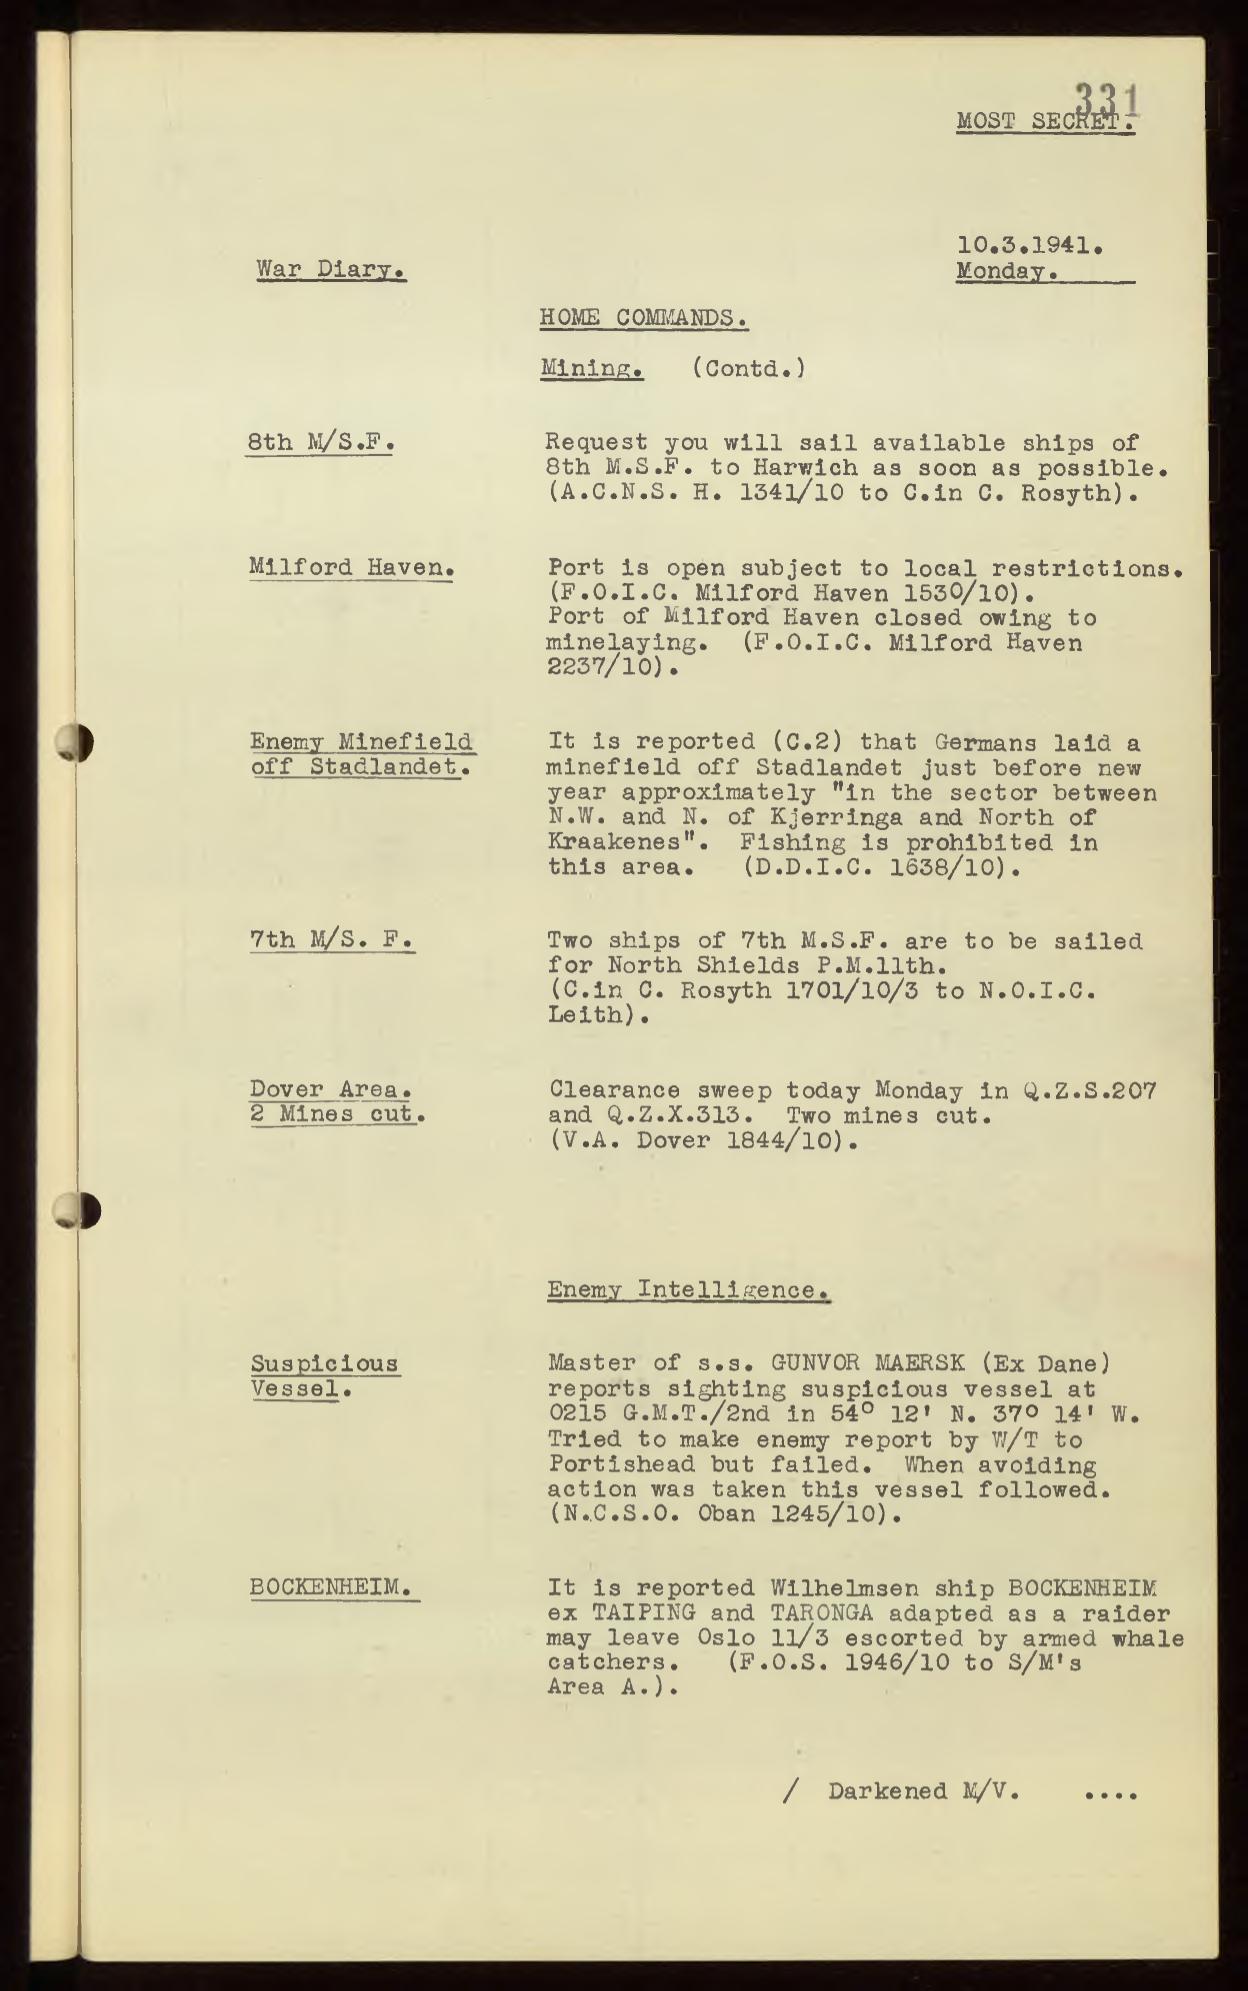 331
MOST SECRET.
10.3.1941.
War Diary.
Monday.
HOME COMMANDS.
Mining. (Contd.)
8th M/S.F.
Request you will sail available ships of
8th M.S.F. to Harwich as soon as possible.
(A.C.N.S. H. 1341/10 to C.in C. Rosyth).
Milford Haven.
Port is open subject to local restrictions.
(F.O.I.C. Milford Haven 1530/10).
Port of Milford Haven closed owing to
minelaying. (F.O.I.C. Milford Haven
2237/10).
Enemy Minefield
off Stadlandet.
It is reported (C.2) that Germans laid a
minefield off Stadlandet just before new
year approximately "in the sector between
N.W. and N. of Kjerringa and North of
Kraakenes". Fishing is prohibited in
this area. (D.D.I.C. 1638/10).
7th M/S. F.
Two ships of 7th M.S.F. are to be sailed
for North Shields P.M.11th.
(C.in C. Rosyth 1701/10/3 to N.O.I.C.
Leith).
Dover Area.
2 Mines cut.
Clearance sweep today Monday in Q.Z.S.207
and Q.Z.X.313. Two mines cut.
(V.A. Dover 1844/10).
Enemy Intelligence.
Suspicious
Vessel.
Master of s.s. GUNVOR MAERSK (Ex Dane)
reports sighting suspicious vessel at
0215 G.M.T./2nd in 54° 12' N. 37° 14' W.
Tried to make enemy report by W/T to
Portishead but failed. When avoiding
action was taken this vessel followed.
(N.C.S.O. Oban 1245/10).
BOCKENHEIM.
It is reported Wilhelmsen ship BOCKENHEIM
ex TAIPING and TARONGA adapted as a raider
may leave Oslo 11/3 escorted by armed whale
catchers. (F.O.S. 1946/10 to S/M's
Area A.).
/ Darkened M/V. ....